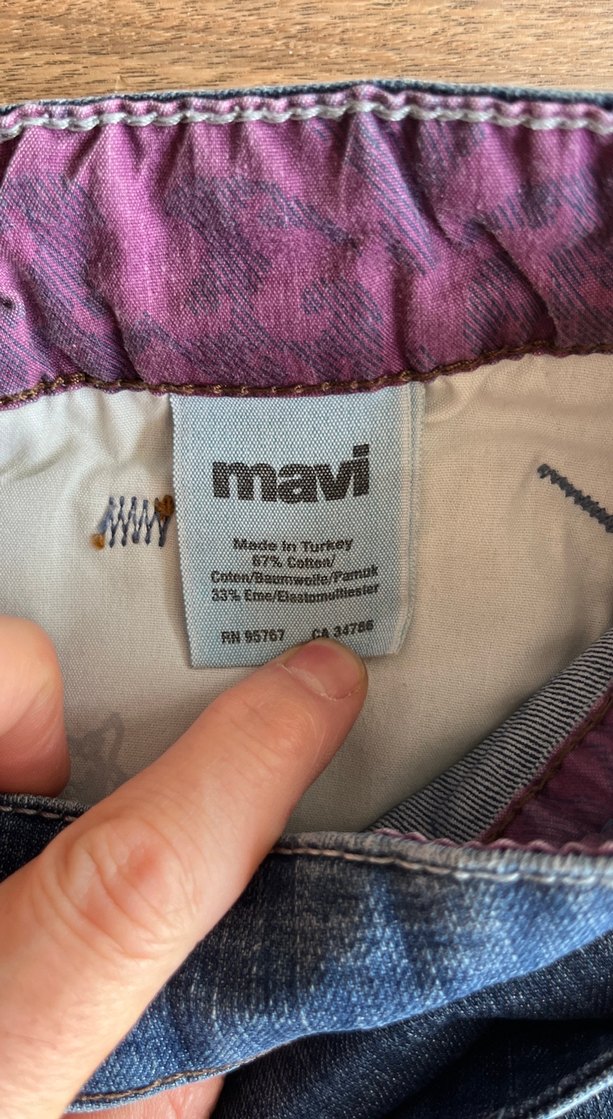 mavi
Made in Turkey
67% Cotton/
Coton/Baumwolle/Pamuk
33% Eme/Elastomultiester
RN 95767 CA 34786